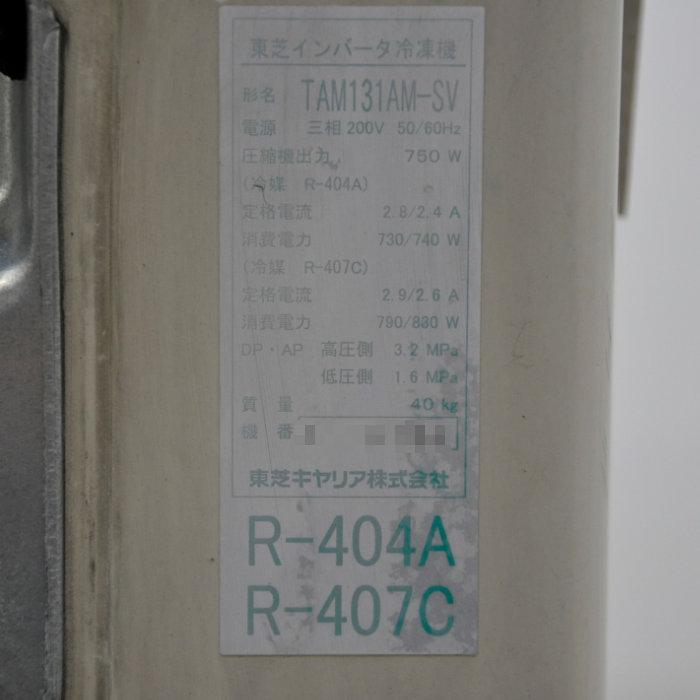 東芝インバータ冷凍機
形名 TAM131AM-SV
電源 三相 200V 50/60Hz
圧縮機出力 750 W
(冷媒 R-404A)
定格電流 2.8/2.4 A
消費電力 730/740 W
(冷媒 R-407C)
定格電流 2.9/2.6 A
消費電力 790/830 W
DP・AP 高圧側 3.2 MPa
低圧側 1.6 MPa
質量 40 kg
機番
東芝キヤリア株式会社
R-404A
R-407C